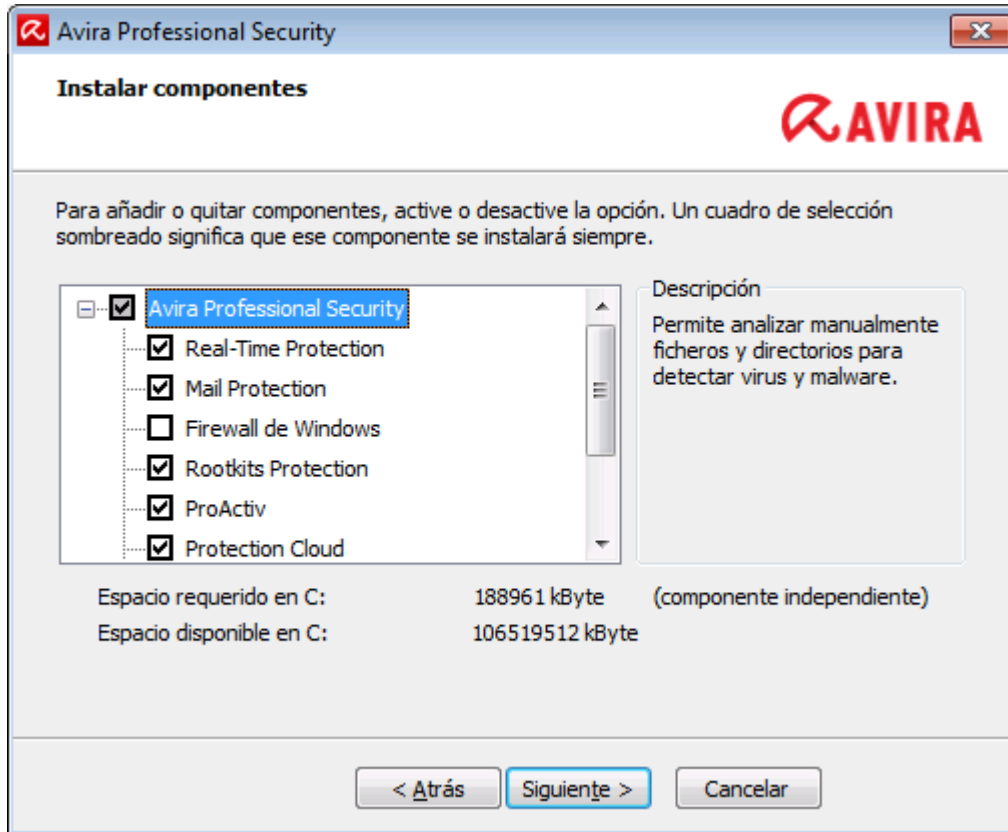 Avira Professional Security
Instalar componentes
AVIRA
Para añadir o quitar componentes, active o desactive la opción. Un cuadro de selección
sombreado significa que ese componente se instalará siempre.
Avira Professional Security
Real-Time Protection
Mail Protection
Firewall de Windows
Rootkits Protection
ProActiv
Protection Cloud
Descripción
Permite analizar manualmente
ficheros y directorios para
detectar virus y malware.
Espacio requerido en C: 188961 kByte (componente independiente)
Espacio disponible en C: 106519512 kByte
< Atrás Siguiente > Cancelar